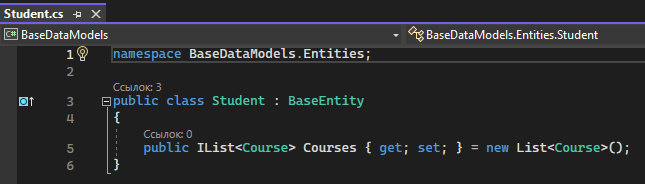 Student.cs
BaseDataModels
BaseDataModels.Entities.Student
1 namespace BaseDataModels.Entities;
2
Ссылок: 3
3 public class Student : BaseEntity
4 {
Ссылок: 0
5 public IList<Course> Courses { get; set; } = new List<Course>();
6 }